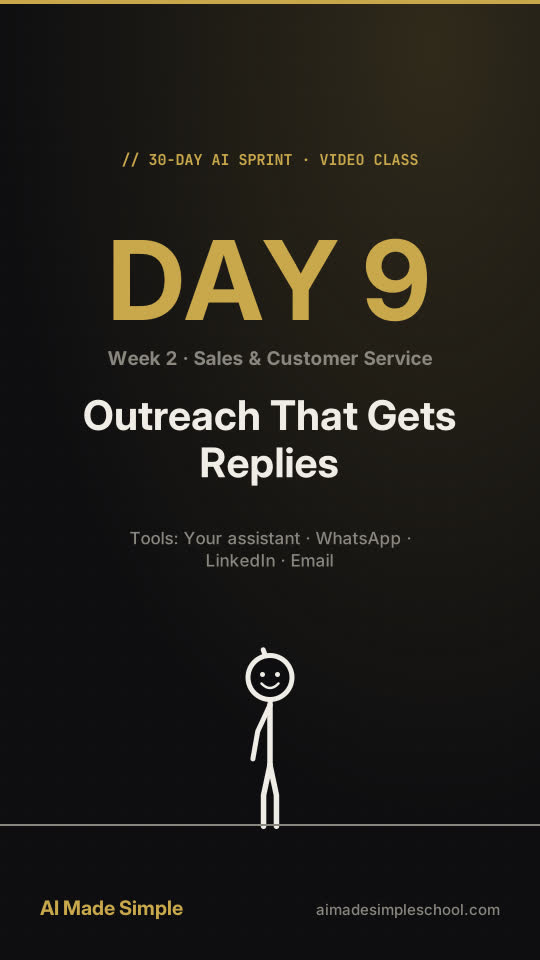 // 30-DAY AI SPRINT · VIDEO CLASS
DAY 9
Week 2 · Sales & Customer Service
Outreach That Gets
Replies
Tools: Your assistant · WhatsApp ·
LinkedIn · Email
AI Made Simple
aimadesimpleschool.com